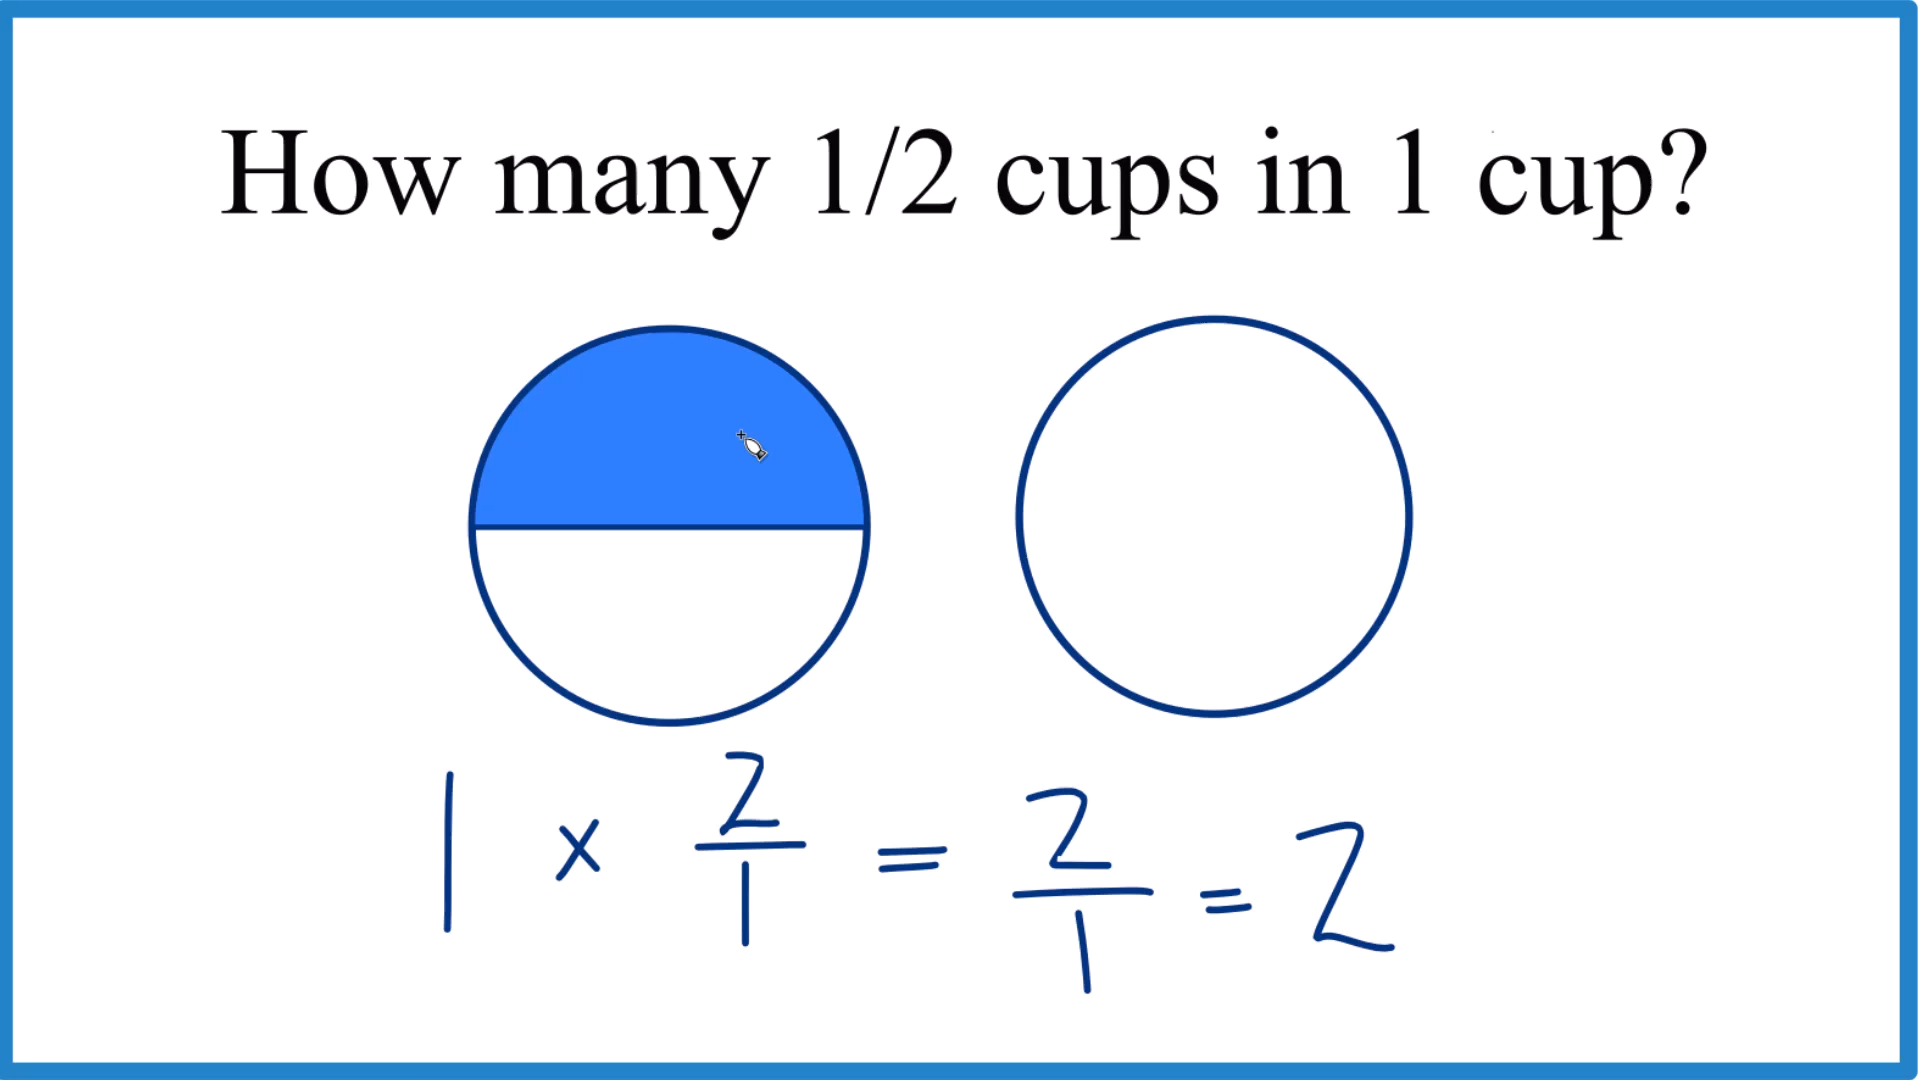 How many 1/2 cups in 1 cup?
1 × 2/1 = 2/1 = 2